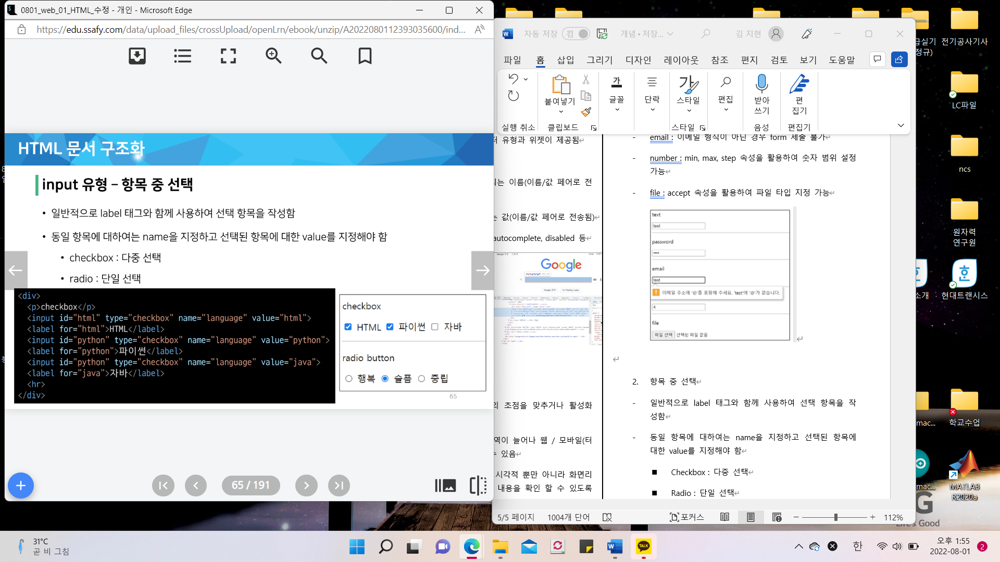 0801_web_01_HTML_수정 - 개인 - Microsoft Edge
https://edu.ssafy.com/data/upload_files/crossUpload/openLrn/ebook/unzip/A2022080112393035600/ind...
HTML 문서 구조화
input 유형 – 항목 중 선택
• 일반적으로 label 태그와 함께 사용하여 선택 항목을 작성함
• 동일 항목에 대하여는 name을 지정하고 선택된 항목에 대한 value를 지정해야 함
• checkbox : 다중 선택
• radio : 단일 선택
<div>
<p>checkbox</p>
<input id="html" type="checkbox" name="language" value="html">
<label for="html">HTML</label>
<input id="python" type="checkbox" name="language" value="python">
<label for="python">파이썬</label>
<input id="python" type="checkbox" name="language" value="java">
<label for="java">자바</label>
<hr>
</div>
checkbox
HTML 파이썬 자바
radio button
행복 슬픔 중립
65
65 / 191
자동 저장 켬 개념 • 저장... 김 지현
파일 홈 삽입 그리기 디자인 레이아웃 참조 편지 검토 보기 도움말
붙여넣기 글꼴 단락 스타일 편집 받아쓰기 편집기
실행 취소 클립보드 스타일 음성 편집기
유형과 위젯이 제공됨
되는 이름(이름/값 페어로 전
는 값(이름/값 페어로 전송됨)
autocomplete, disabled 등
Google
초점을 맞추거나 활성화
역이 늘어나 웹 / 모바일(터
있음
시각적 뿐만 아니라 화면리
내용을 확인 할 수 있도록
- email : 이메일 형식이 아닌 경우 form 제출 불가
- number : min, max, step 속성을 활용하여 숫자 범위 설정
가능
- file : accept 속성을 활용하여 파일 타입 지정 가능
text
test
password
••••
email
test
이메일 주소에 '@'를 포함해 주세요. 'test'에 '@'가 없습니다.
4
file
파일 선택 선택된 파일 없음
2. 항목 중 선택
- 일반적으로 label 태그와 함께 사용하여 선택 항목을 작
성함
- 동일 항목에 대하여는 name을 지정하고 선택된 항목에
대한 value를 지정해야 함
■ Checkbox : 다중 선택
■ Radio : 단일 선택
5/5 페이지 1004개 단어 포커스 112%
급실기
정규)
전기공사기사
LC파일
ncs
원자력
연구원
소개
현대트랜시스
mac...
학교수업
mac...
MATLAB
R2020a
Life's Good
31°C
곧 비 그침
TALK
한
오후 1:55
2022-08-01
2